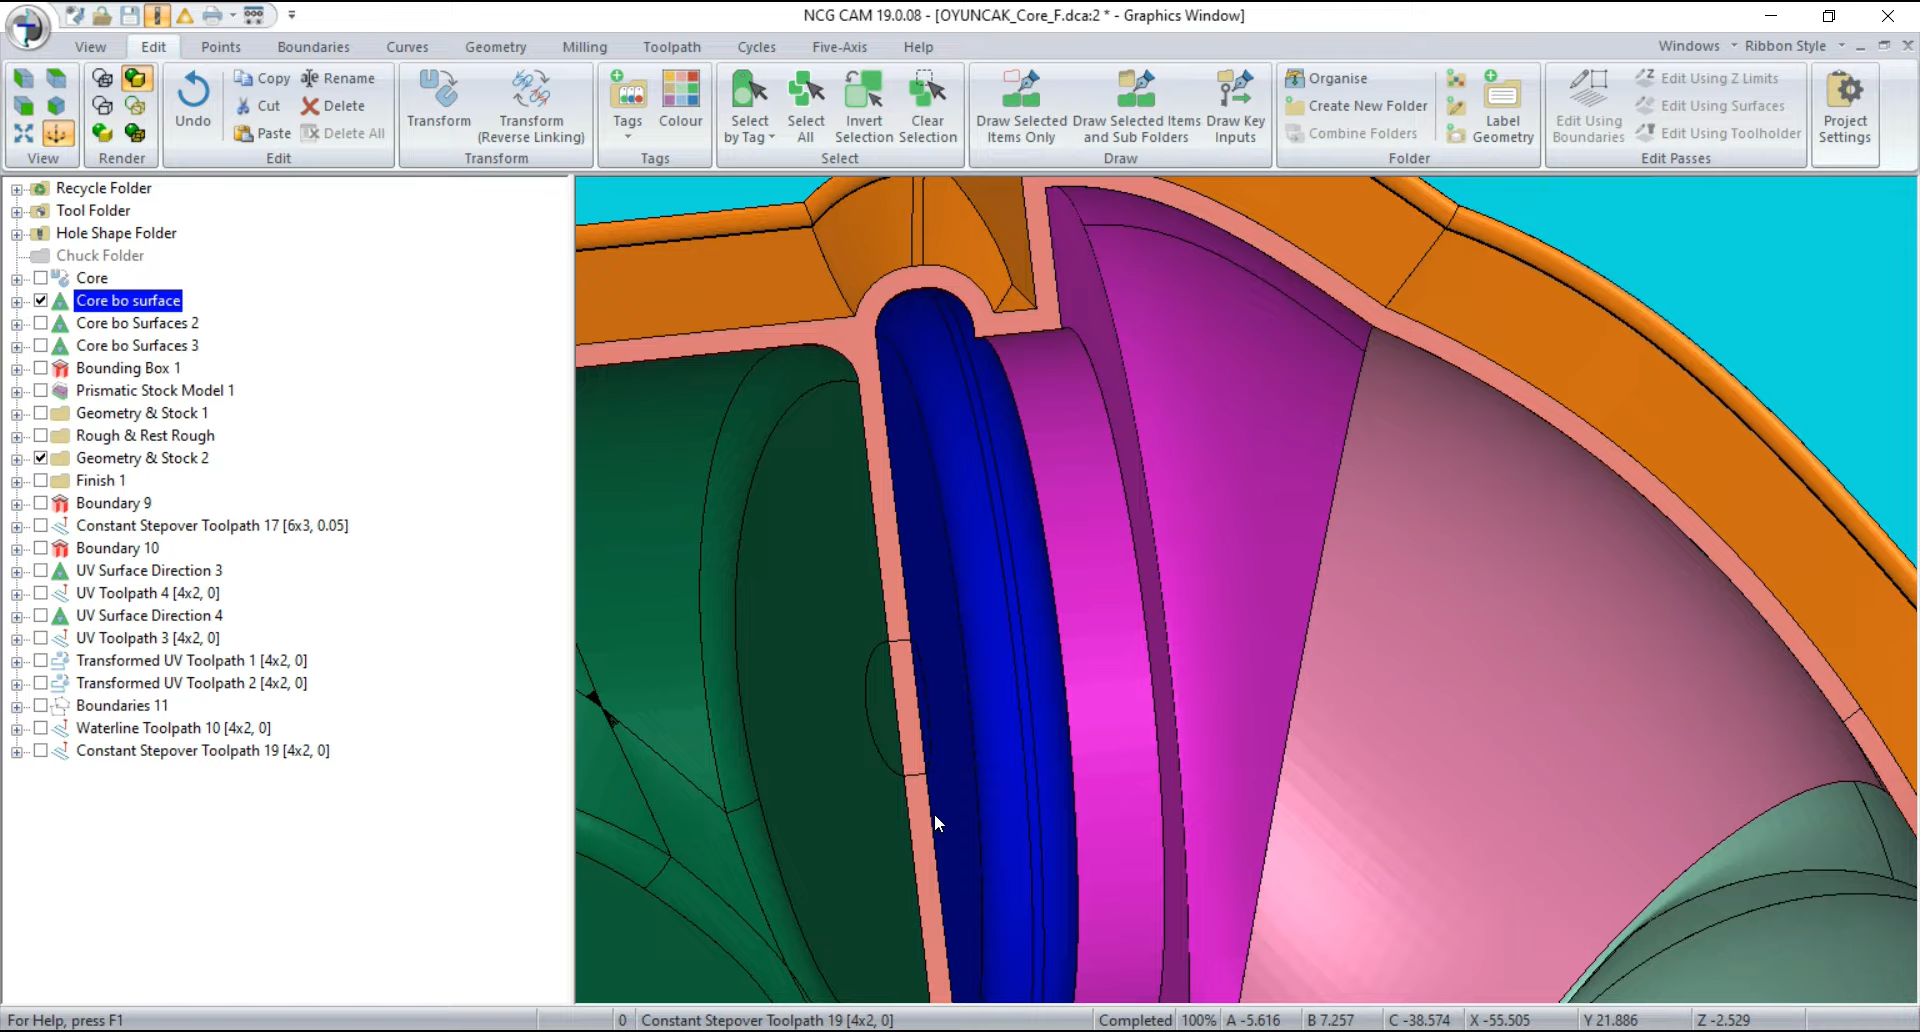 NCG CAM 19.0.08 - [OYUNCAK_Core_F.dca:2 * - Graphics Window]
View Edit Points Boundaries Curves Geometry Milling Toolpath Cycles Five-Axis Help Windows Ribbon Style
Undo
Copy
Cut
Paste
Rename
Delete
Delete All
Transform
Transform
(Reverse Linking)
Tags
Colour
Select
by Tag
Select
All
Invert
Selection
Clear
Selection
Draw Selected
Items Only
Draw Selected Items
and Sub Folders
Draw Key
Inputs
Organise
Create New Folder
Combine Folders
Label
Geometry
Edit Using
Boundaries
Edit Using Z Limits
Edit Using Surfaces
Edit Using Toolholder
Project
Settings
View Render Edit Transform Tags Select Draw Folder Edit Passes
Recycle Folder
Tool Folder
Hole Shape Folder
Chuck Folder
Core
Core bo surface
Core bo Surfaces 2
Core bo Surfaces 3
Bounding Box 1
Prismatic Stock Model 1
Geometry & Stock 1
Rough & Rest Rough
Geometry & Stock 2
Finish 1
Boundary 9
Constant Stepover Toolpath 17 [6x3, 0.05]
Boundary 10
UV Surface Direction 3
UV Toolpath 4 [4x2, 0]
UV Surface Direction 4
UV Toolpath 3 [4x2, 0]
Transformed UV Toolpath 1 [4x2, 0]
Transformed UV Toolpath 2 [4x2, 0]
Boundaries 11
Waterline Toolpath 10 [4x2, 0]
Constant Stepover Toolpath 19 [4x2, 0]
For Help, press F1 0 Constant Stepover Toolpath 19 [4x2, 0] Completed 100% A -5.616 B 7.257 C -38.574 X -55.505 Y 21.886 Z -2.529